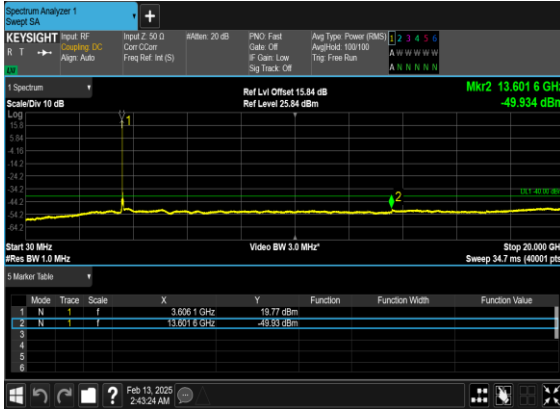 Spectrum Analyzer 1
Swept SA
+
KEYSIGHT
R T
Input: RF
Coupling: DC
Align: Auto
Input Z: 50 Ω
Corr CCorr
Freq Ref: Int (S)
#Atten: 20 dB
PNO: Fast
Gate: Off
IF Gain: Low
Sig Track: Off
Avg Type: Power (RMS)
Avg|Hold: 100/100
Trig: Free Run
1 2 3 4 5 6
A W W W W W
A N N N N N
1 Spectrum
Scale/Div 10 dB
Log
Ref Lvl Offset 15.84 dB
Ref Level 25.84 dBm
Mkr2 13.601 6 GHz
-49.934 dBm
15.8
5.84
-4.16
-14.2
-24.2
-34.2
-44.2
-54.2
-64.2
1
2
DL1 -40.00 dBm
Start 30 MHz
#Res BW 1.0 MHz
Video BW 3.0 MHz*
Stop 20.000 GHz
Sweep 34.7 ms (40001 pts)
5 Marker Table
Mode Trace Scale X Y Function Function Width Function Value
1 N 1 f 3.606 1 GHz 19.77 dBm
2 N 1 f 13.601 6 GHz -49.93 dBm
3
4
5
6
?
Feb 13, 2025
2:43:24 AM